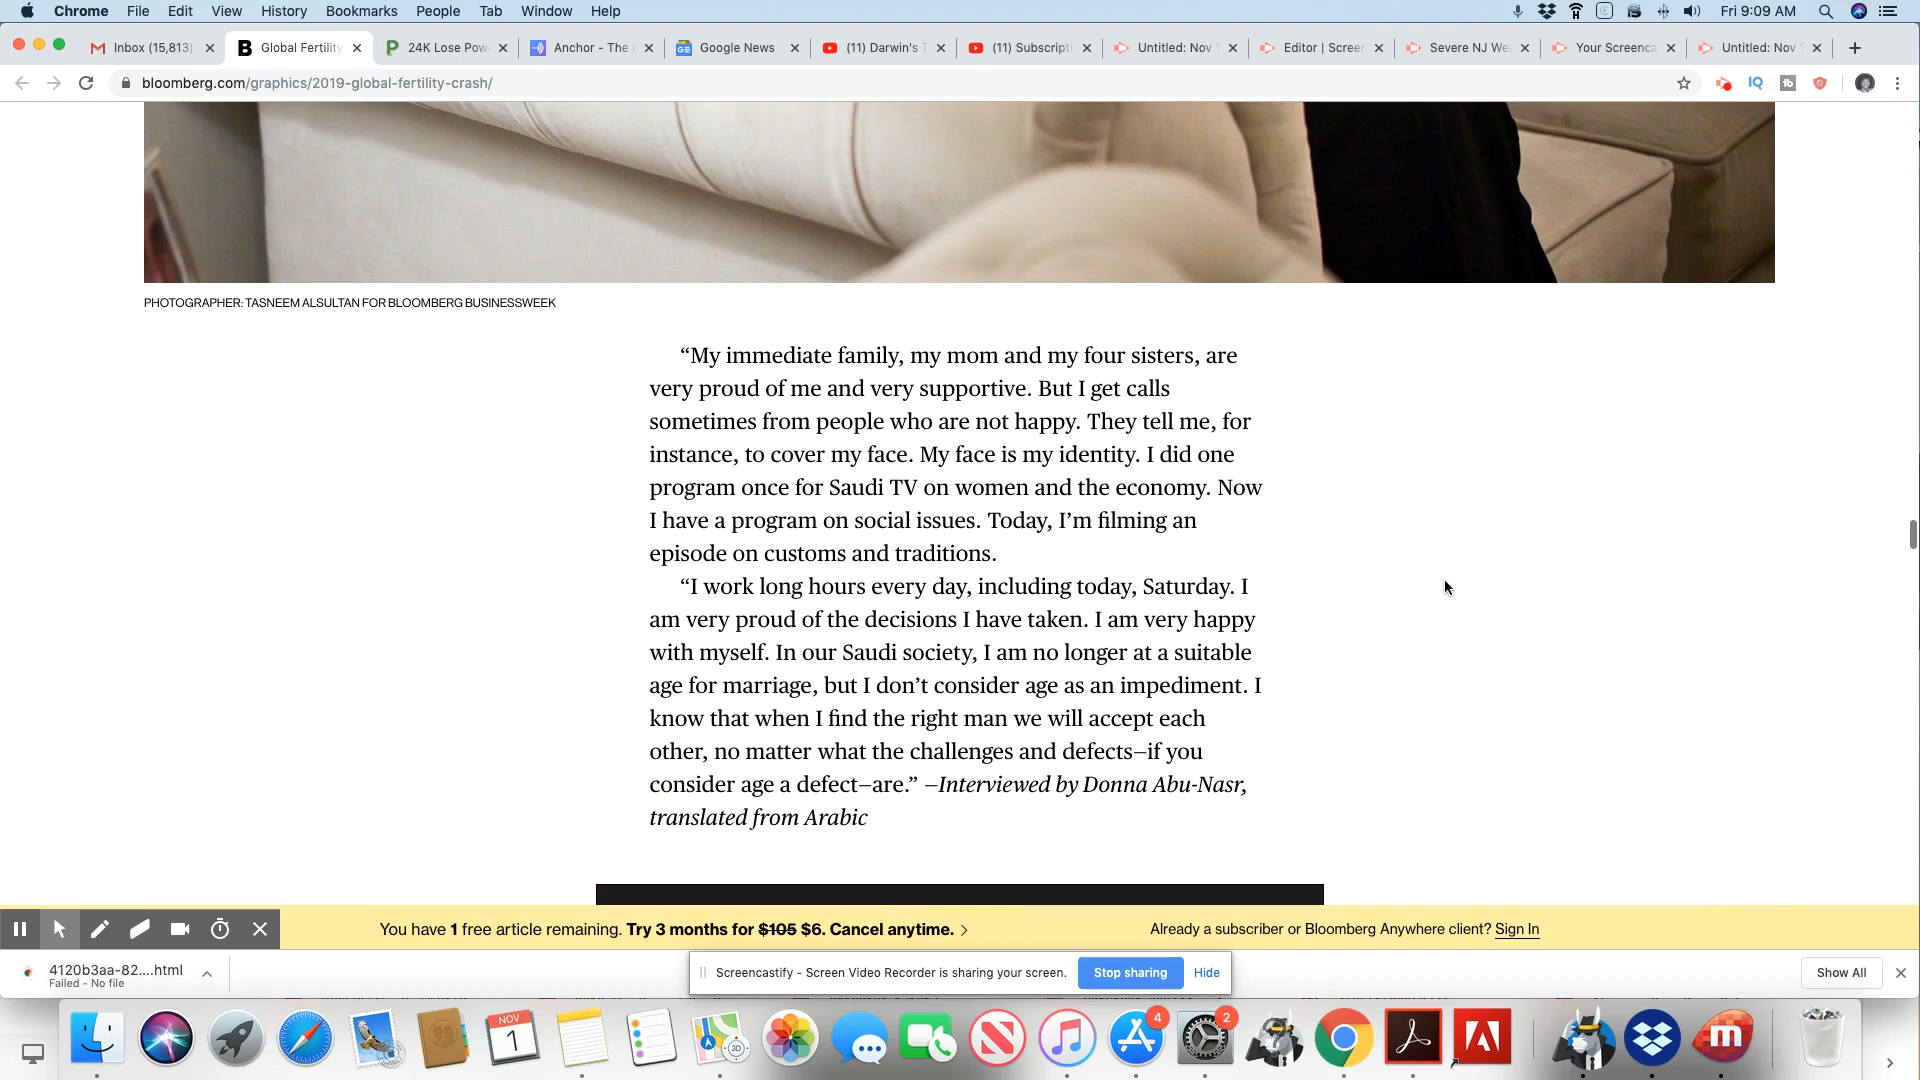 Chrome File Edit View History Bookmarks People Tab Window Help Fri 9:09 AM
Inbox (15,813) Global Fertility 24K Lose Pow Anchor - The Google News (11) Darwin's T (11) Subscripti Untitled: Nov 1 Editor | Screen Severe NJ We Your Screenca Untitled: Nov 1
bloomberg.com/graphics/2019-global-fertility-crash/
PHOTOGRAPHER: TASNEEM ALSULTAN FOR BLOOMBERG BUSINESSWEEK
“My immediate family, my mom and my four sisters, are
very proud of me and very supportive. But I get calls
sometimes from people who are not happy. They tell me, for
instance, to cover my face. My face is my identity. I did one
program once for Saudi TV on women and the economy. Now
I have a program on social issues. Today, I’m filming an
episode on customs and traditions.
“I work long hours every day, including today, Saturday. I
am very proud of the decisions I have taken. I am very happy
with myself. In our Saudi society, I am no longer at a suitable
age for marriage, but I don’t consider age as an impediment. I
know that when I find the right man we will accept each
other, no matter what the challenges and defects—if you
consider age a defect—are.” —Interviewed by Donna Abu-Nasr,
translated from Arabic
You have 1 free article remaining. Try 3 months for $105 $6. Cancel anytime. Already a subscriber or Bloomberg Anywhere client? Sign In
4120b3aa-82....html
Failed - No file
Screencastify - Screen Video Recorder is sharing your screen. Stop sharing Hide
Show All
NOV
1
3D
4
2